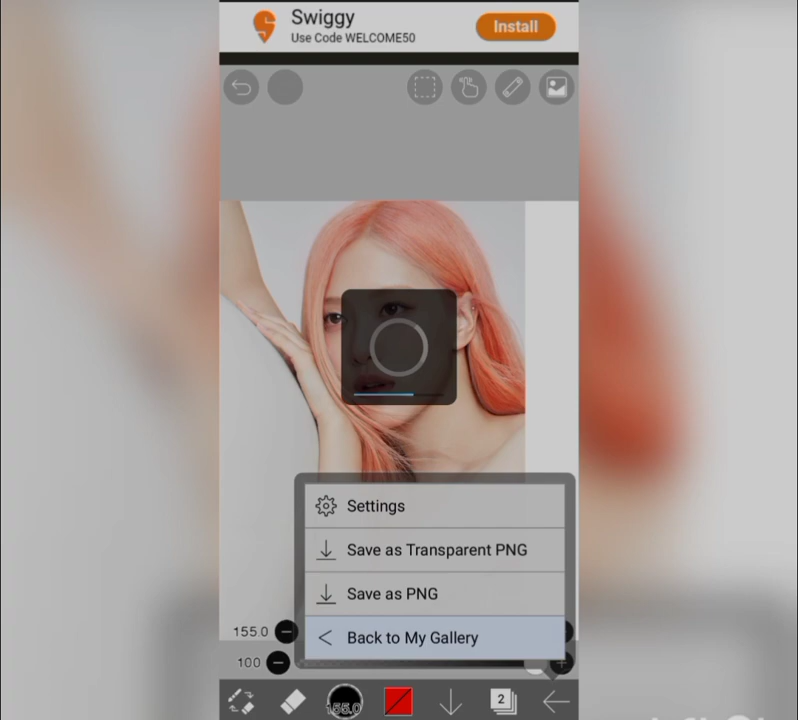 Swiggy
Use Code WELCOME50
Install
Settings
Save as Transparent PNG
Save as PNG
155.0
Back to My Gallery
100
155.0
2